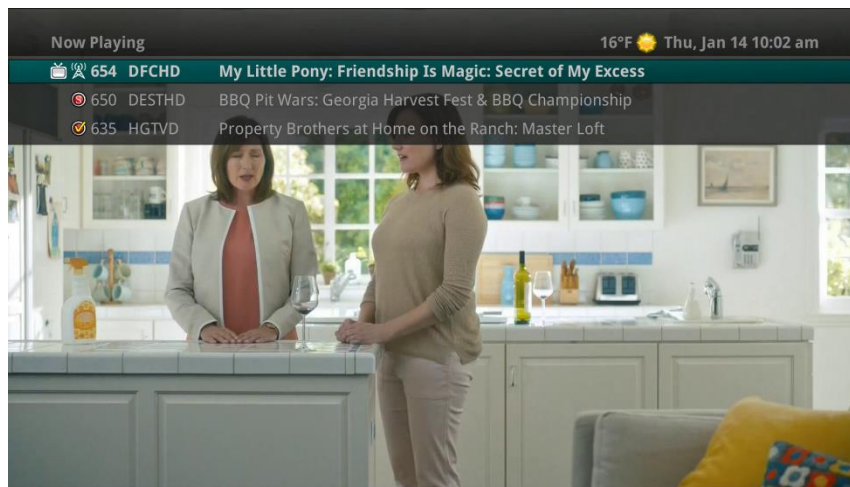 Now Playing 16°F Thu, Jan 14 10:02 am
654 DFCHD My Little Pony: Friendship Is Magic: Secret of My Excess
S 650 DESTHD BBQ Pit Wars: Georgia Harvest Fest & BBQ Championship
635 HGTVD Property Brothers at Home on the Ranch: Master Loft